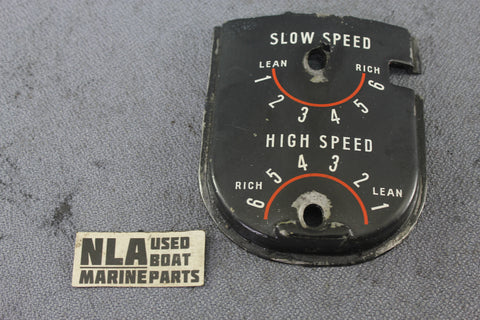 SLOW SPEED
LEAN RICH
1 2 3 4 5 6
HIGH SPEED
6 5 4 3 2 1
RICH LEAN
NLA USED BOAT
MARINE PARTS